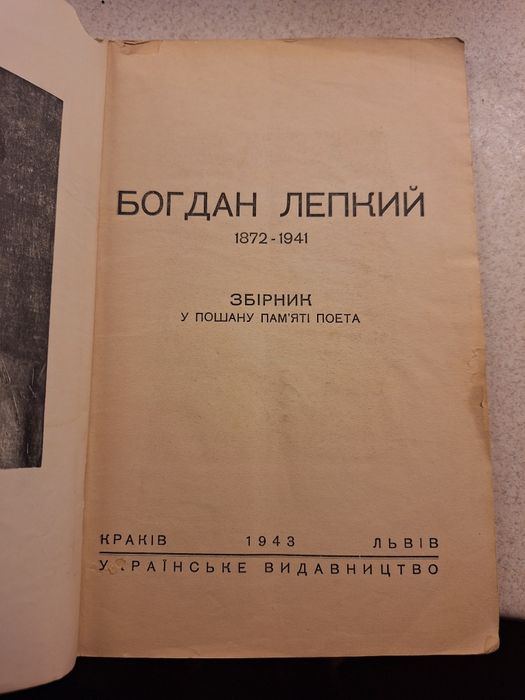 БОГДАН ЛЕПКИЙ
1872-1941
ЗБІРНИК
У ПОШАНУ ПАМ'ЯТІ ПОЕТА
КРАКІВ 1943 ЛЬВІВ
УКРАЇНСЬКЕ ВИДАВНИЦТВО